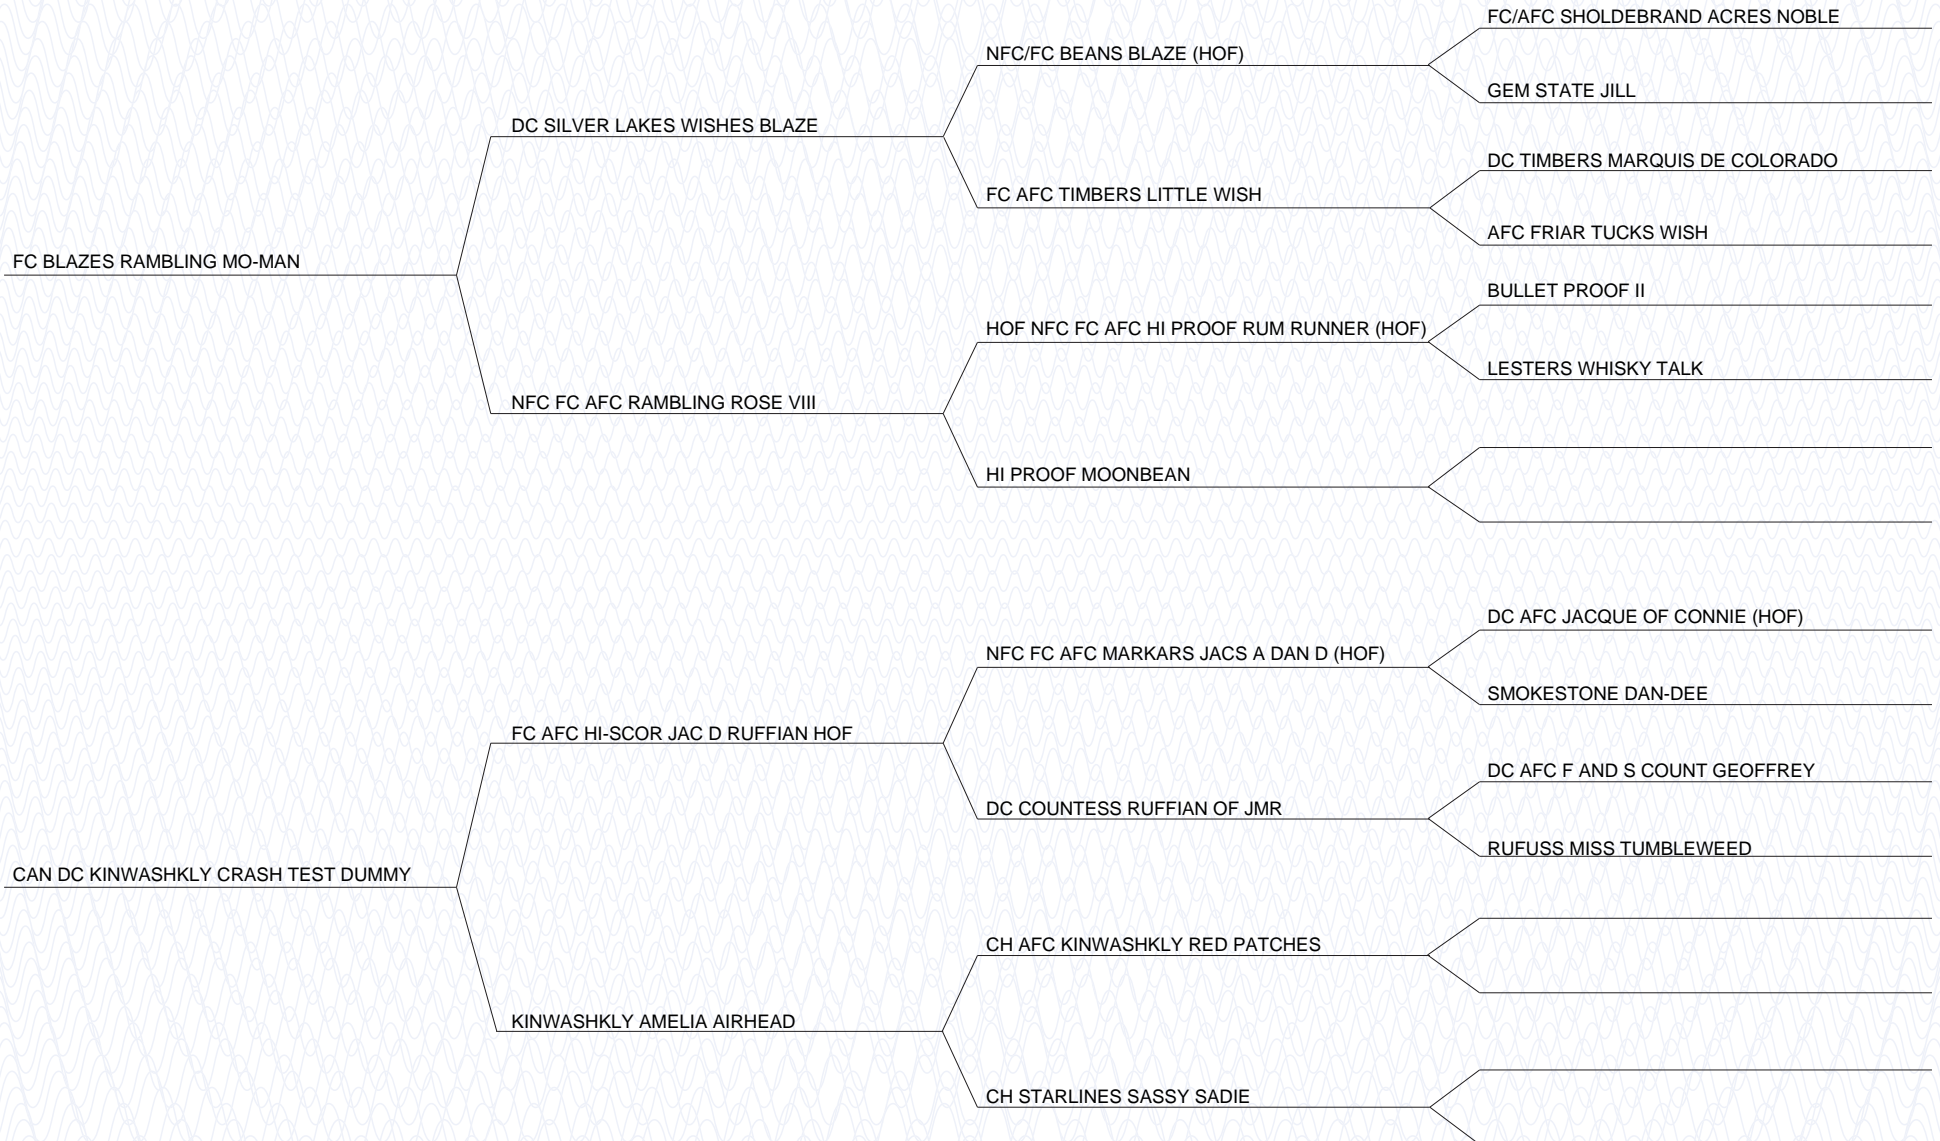 FC/AFC SHOLDEBRAND ACRES NOBLE
NFC/FC BEANS BLAZE (HOF)
GEM STATE JILL
DC SILVER LAKES WISHES BLAZE
DC TIMBERS MARQUIS DE COLORADO
FC AFC TIMBERS LITTLE WISH
AFC FRIAR TUCKS WISH
FC BLAZES RAMBLING MO-MAN
BULLET PROOF II
HOF NFC FC AFC HI PROOF RUM RUNNER (HOF)
LESTERS WHISKY TALK
NFC FC AFC RAMBLING ROSE VIII
HI PROOF MOONBEAN
DC AFC JACQUE OF CONNIE (HOF)
NFC FC AFC MARKARS JACS A DAN D (HOF)
SMOKESTONE DAN-DEE
FC AFC HI-SCOR JAC D RUFFIAN HOF
DC AFC F AND S COUNT GEOFFREY
DC COUNTESS RUFFIAN OF JMR
RUFUSS MISS TUMBLEWEED
CAN DC KINWASHKLY CRASH TEST DUMMY
CH AFC KINWASHKLY RED PATCHES
KINWASHKLY AMELIA AIRHEAD
CH STARLINES SASSY SADIE